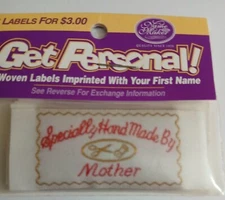 LABELS FOR $3.00
Get Personal!
Woven Labels Imprinted With Your First Name
See Reverse For Exchange Information
Specially Hand Made By
Mother